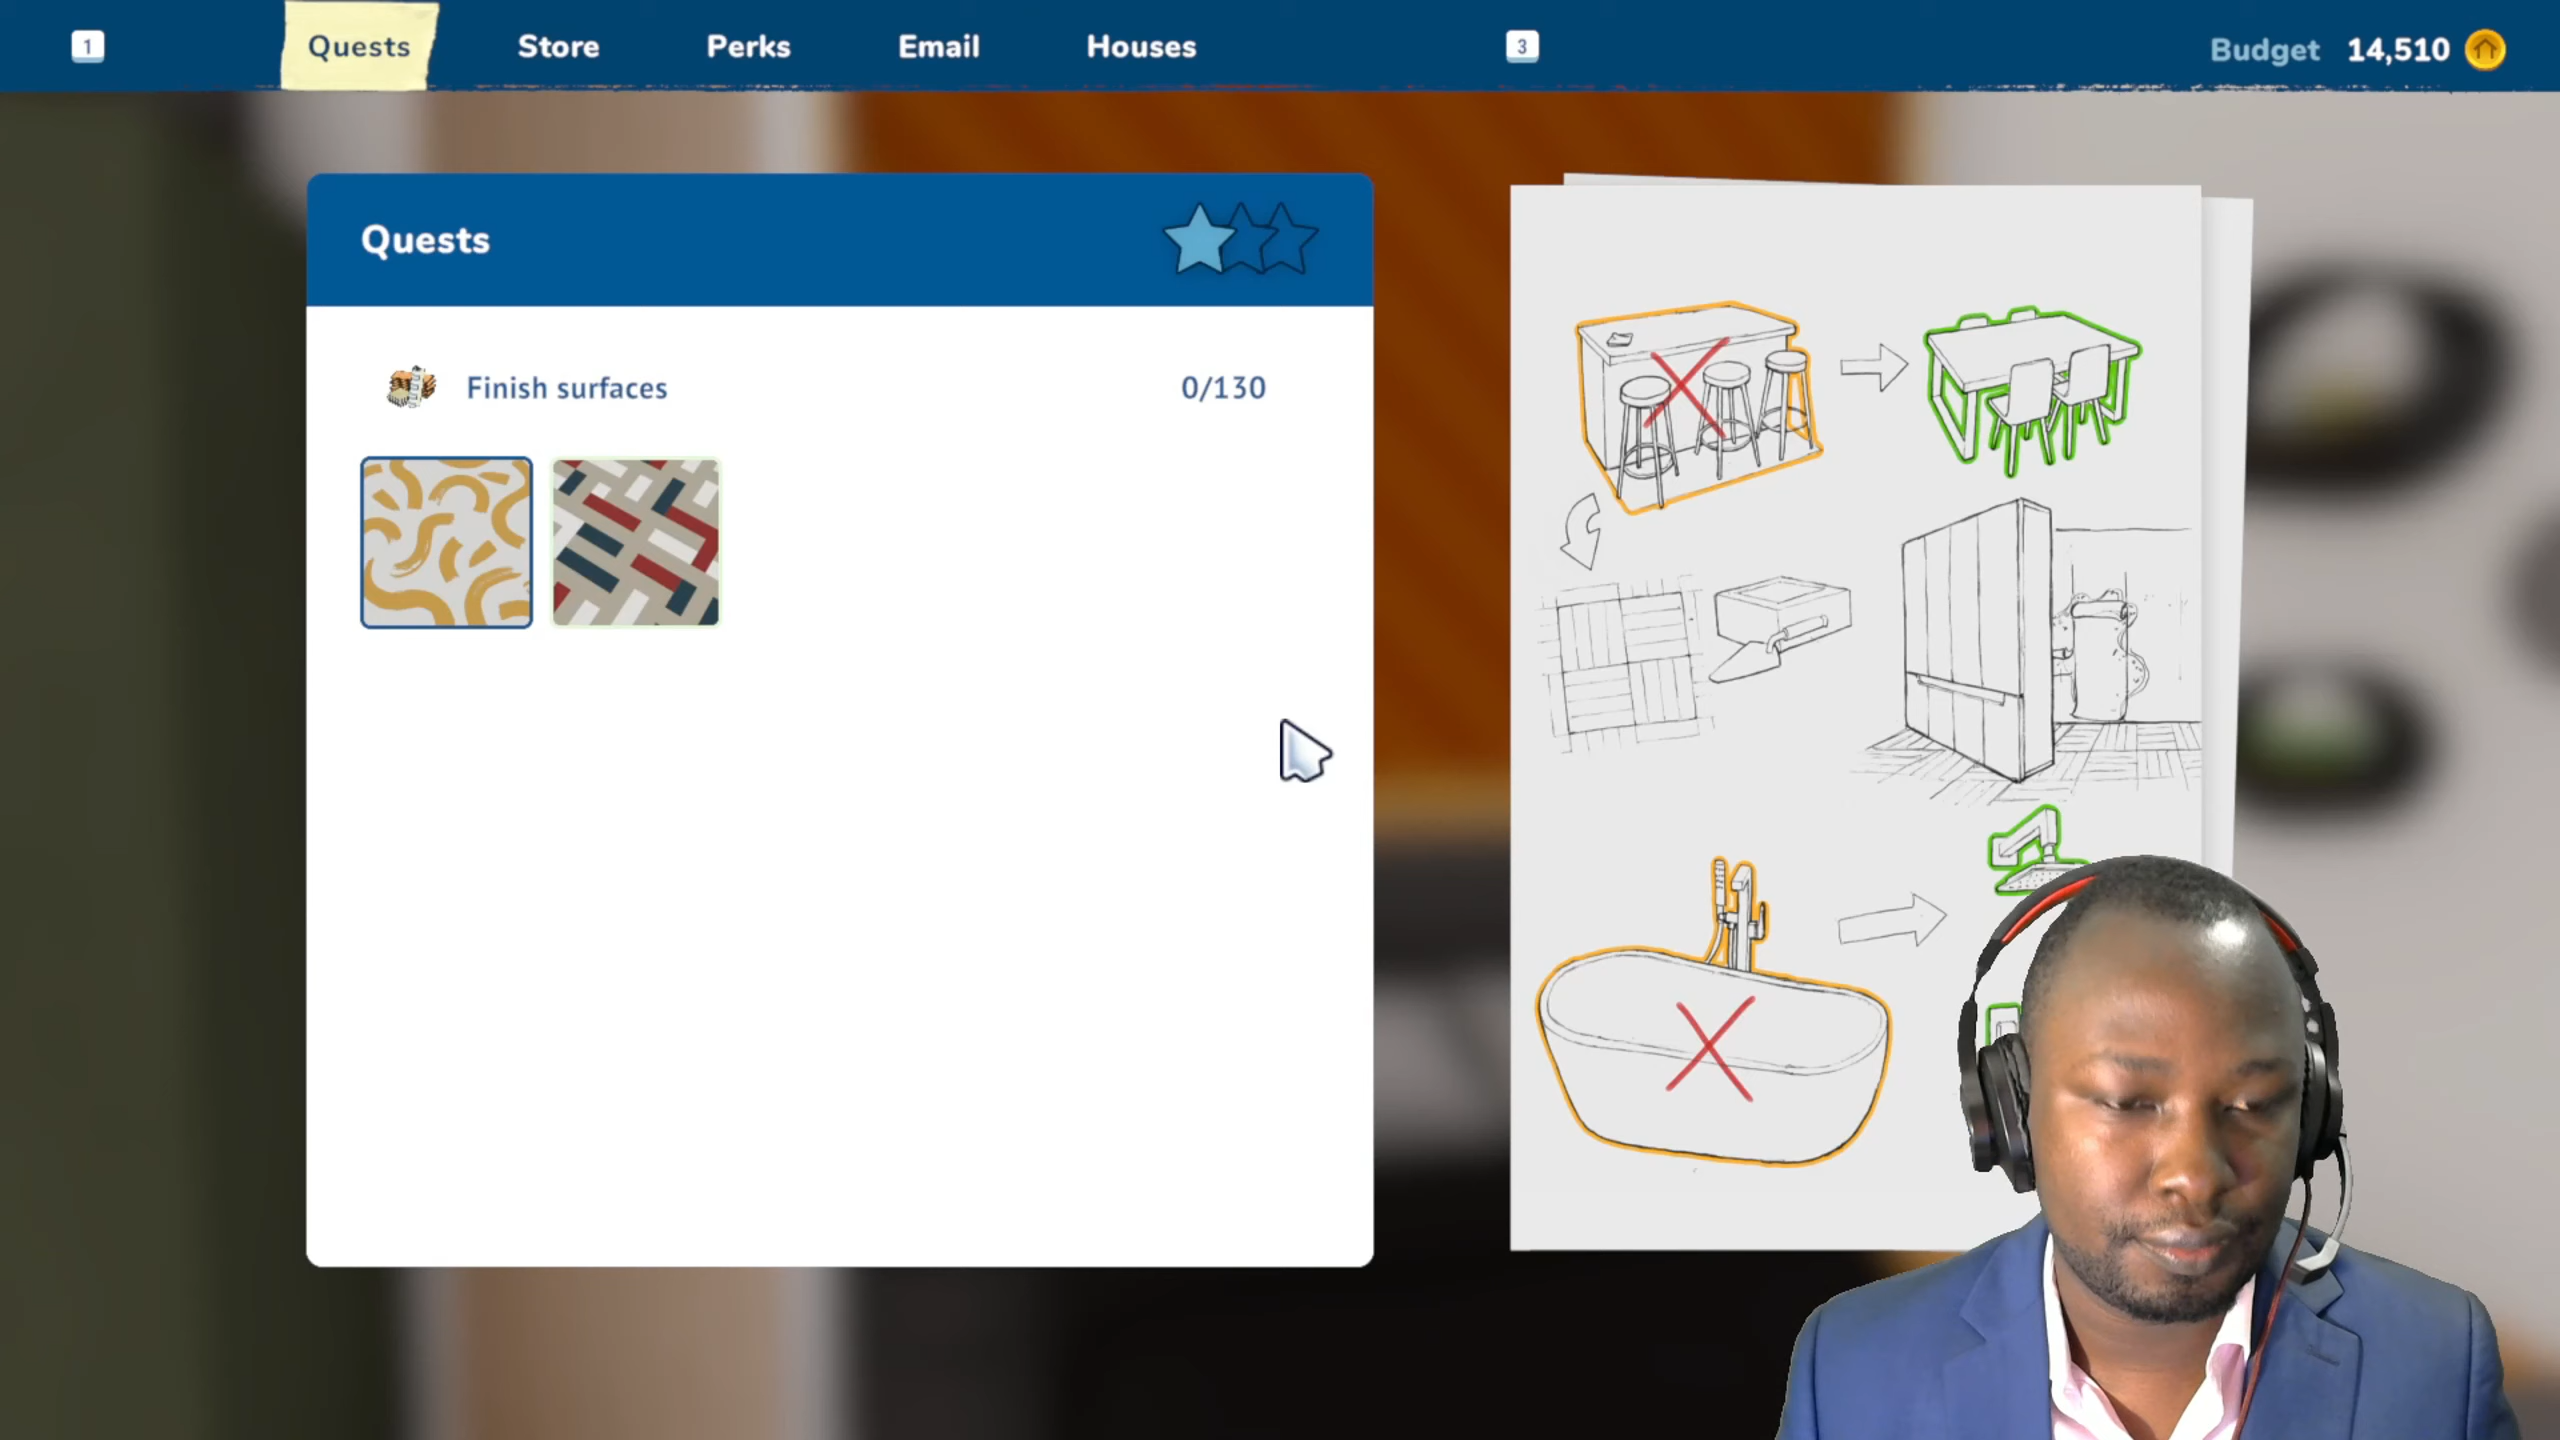 1 Quests Store Perks Email Houses 3 Budget 14,510
Quests
Finish surfaces 0/130